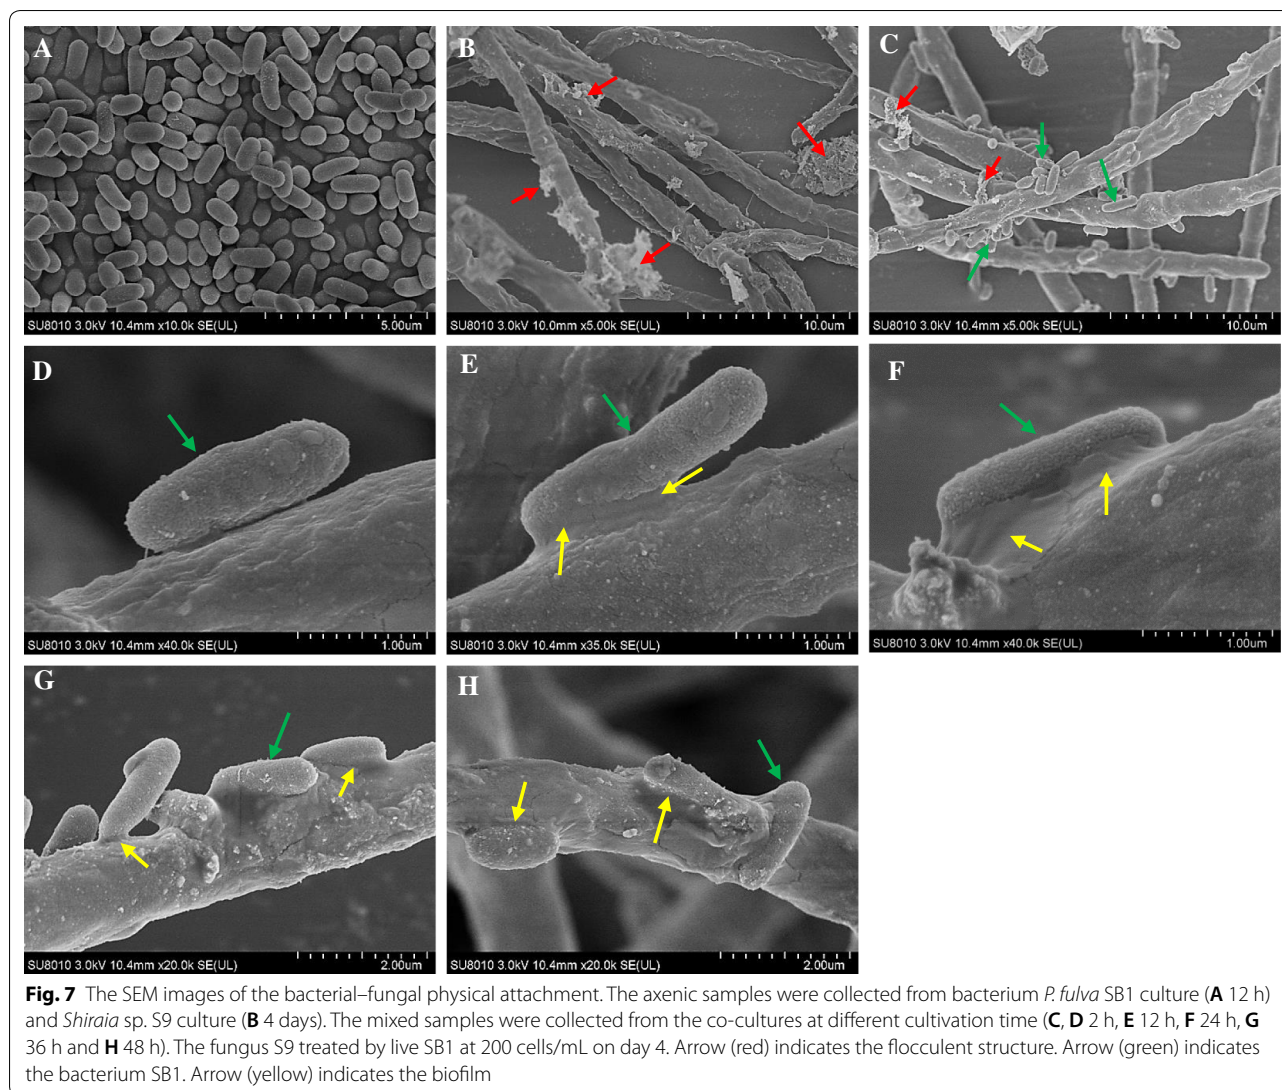 A
SU8010 3.0kV 10.4mm x10.0k SE(UL) 5.00um
B
SU8010 3.0kV 10.0mm x5.00k SE(UL) 10.0um
C
SU8010 3.0kV 10.4mm x5.00k SE(UL) 10.0um
D
SU8010 3.0kV 10.4mm x40.0k SE(UL) 1.00um
E
SU8010 3.0kV 10.4mm x35.0k SE(UL) 1.00um
F
SU8010 3.0kV 10.4mm x40.0k SE(UL) 1.00um
G
SU8010 3.0kV 10.4mm x20.0k SE(UL) 2.00um
H
SU8010 3.0kV 10.4mm x20.0k SE(UL) 2.00um
Fig. 7 The SEM images of the bacterial–fungal physical attachment. The axenic samples were collected from bacterium P. fulva SB1 culture (A 12 h)
and Shiraia sp. S9 culture (B 4 days). The mixed samples were collected from the co-cultures at different cultivation time (C, D 2 h, E 12 h, F 24 h, G
36 h and H 48 h). The fungus S9 treated by live SB1 at 200 cells/mL on day 4. Arrow (red) indicates the flocculent structure. Arrow (green) indicates
the bacterium SB1. Arrow (yellow) indicates the biofilm